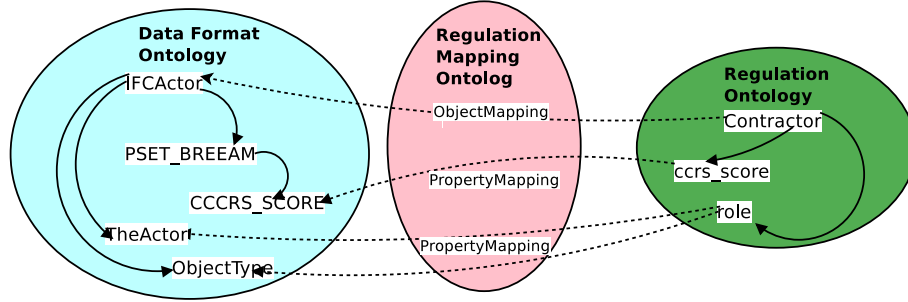 Data Format
Ontology
IFCActor
PSET_BREEAM
CCCRS_SCORE
TheActor
ObjectType
Regulation
Mapping
Ontolog
ObjectMapping
PropertyMapping
PropertyMapping
Regulation
Ontology
Contractor
ccrs_score
role